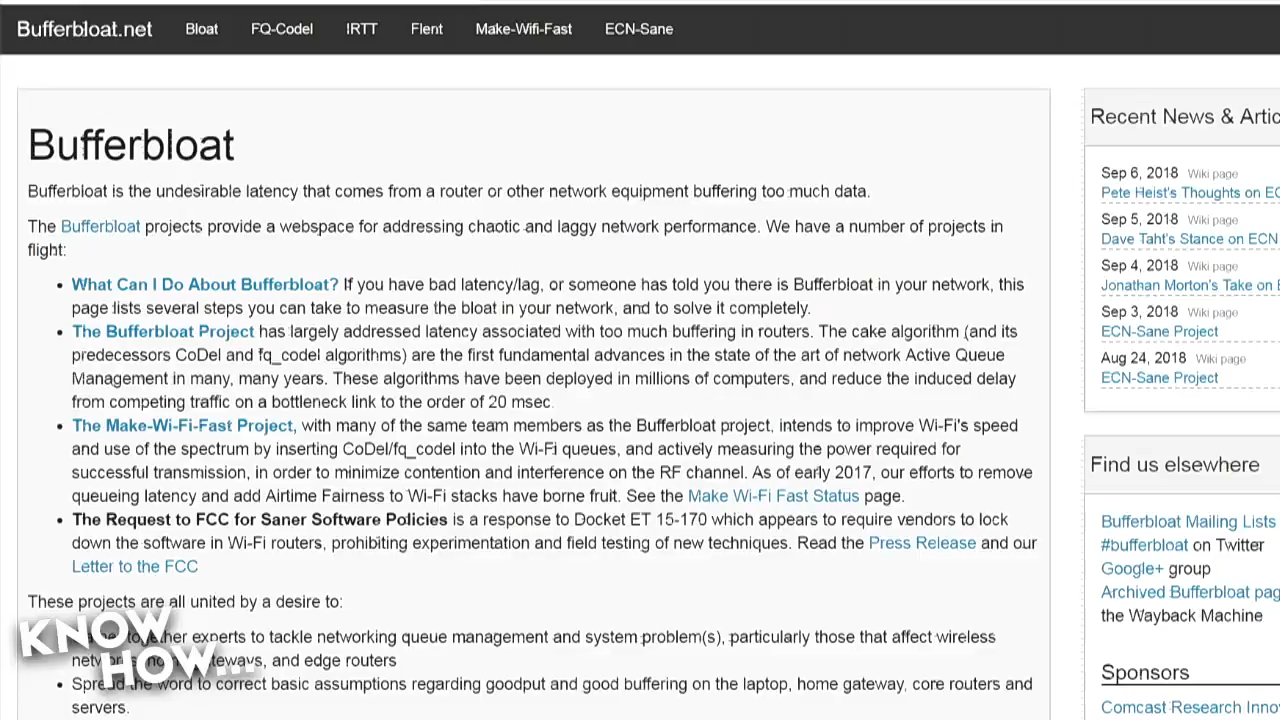 Bufferbloat.net Bloat FQ-Codel IRTT Flent Make-Wifi-Fast ECN-Sane
Bufferbloat
Bufferbloat is the undesirable latency that comes from a router or other network equipment buffering too much data.
The Bufferbloat projects provide a webspace for addressing chaotic and laggy network performance. We have a number of projects in
flight:
• What Can I Do About Bufferbloat? If you have bad latency/lag, or someone has told you there is Bufferbloat in your network, this
page lists several steps you can take to measure the bloat in your network, and to solve it completely.
• The Bufferbloat Project has largely addressed latency associated with too much buffering in routers. The cake algorithm (and its
predecessors CoDel and fq_codel algorithms) are the first fundamental advances in the state of the art of network Active Queue
Management in many, many years. These algorithms have been deployed in millions of computers, and reduce the induced delay
from competing traffic on a bottleneck link to the order of 20 msec.
• The Make-Wi-Fi-Fast Project, with many of the same team members as the Bufferbloat project, intends to improve Wi-Fi's speed
and use of the spectrum by inserting CoDel/fq_codel into the Wi-Fi queues, and actively measuring the power required for
successful transmission, in order to minimize contention and interference on the RF channel. As of early 2017, our efforts to remove
queueing latency and add Airtime Fairness to Wi-Fi stacks have borne fruit. See the Make Wi-Fi Fast Status page.
• The Request to FCC for Saner Software Policies is a response to Docket ET 15-170 which appears to require vendors to lock
down the software in Wi-Fi routers, prohibiting experimentation and field testing of new techniques. Read the Press Release and our
Letter to the FCC
These projects are all united by a desire to:
experts to tackle networking queue management and system problem(s), particularly those that affect wireless
and edge routers
• Spread the word to correct basic assumptions regarding goodput and good buffering on the laptop, home gateway, core routers and
servers.
KNOW
HOW...
Recent News & Artic
Sep 6, 2018 Wiki page
Pete Heist's Thoughts on EC
Sep 5, 2018 Wiki page
Dave Taht's Stance on ECN
Sep 4, 2018 Wiki page
Jonathan Morton's Take on E
Sep 3, 2018 Wiki page
ECN-Sane Project
Aug 24, 2018 Wiki page
ECN-Sane Project
Find us elsewhere
Bufferbloat Mailing Lists
#bufferbloat on Twitter
Google+ group
Archived Bufferbloat pag
the Wayback Machine
Sponsors
Comcast Research Inno